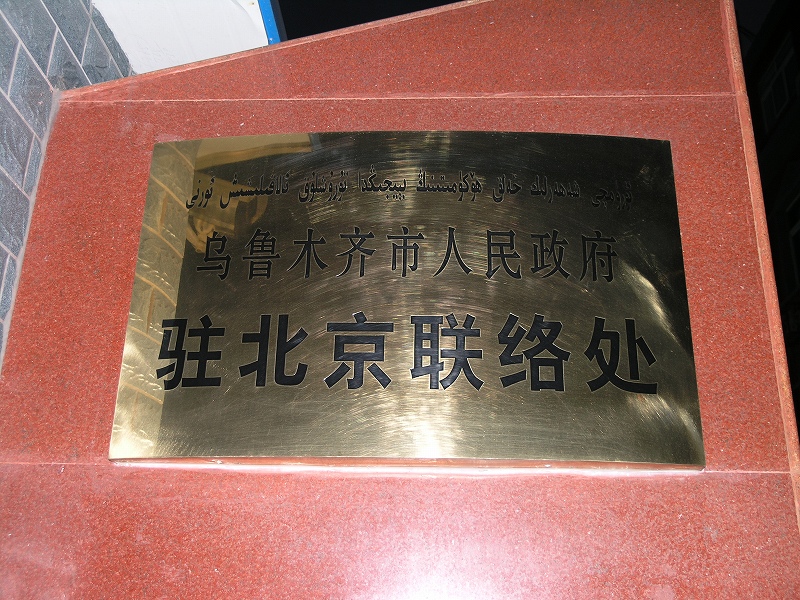 ئۈرۈمچى شەھەرلىك خەلق ھۆكۈمىتىنىڭ بېيجىڭدا تۇرۇشلۇق ئالاقىلىشىش ئورنى
乌鲁木齐市人民政府
驻北京联络处